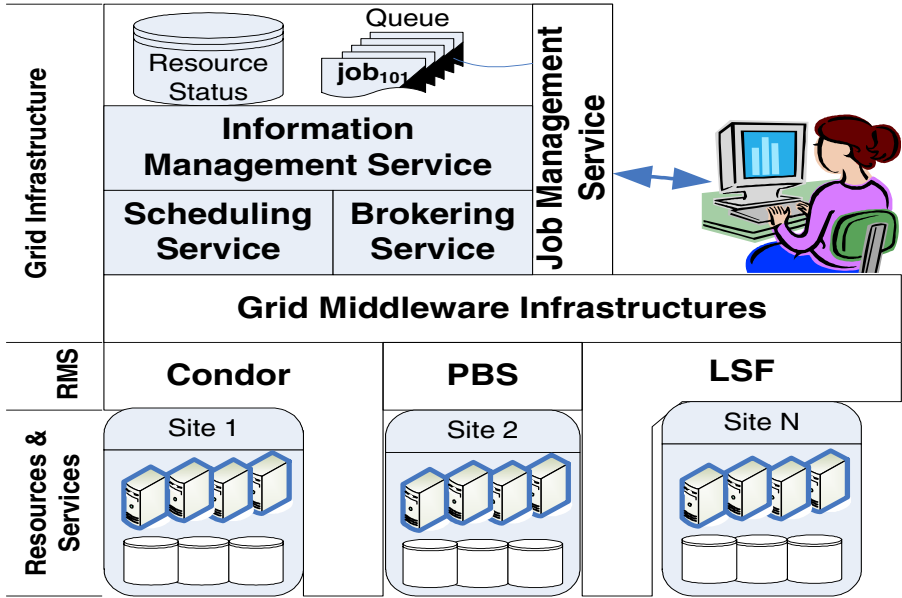 Grid Infrastructure
Resource
Status
Queue
job101
Information
Management Service
Scheduling
Service
Brokering
Service
Job Management
Service
Grid Middleware Infrastructures
RMS
Condor
PBS
LSF
Resources &
Services
Site 1
Site 2
Site N